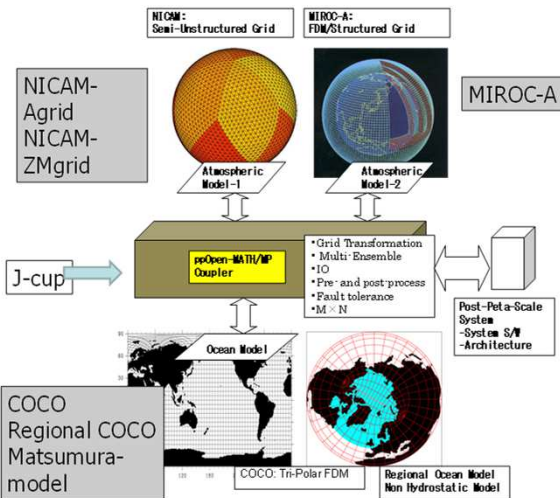 NICAM:
Semi-Unstructured Grid
MIROC-A:
FDM/Structured Grid
NICAM-
Agrid
NICAM-
ZMgrid
MIROC-A
Atmospheric
Model-1
Atmospheric
Model-2
J-cup
ppOpen-MATH/MP
Coupler
•Grid Transformation
•Multi-Ensemble
•IO
•Pre- and post-process
•Fault tolerance
•M×N
Post-Peta-Scale
System
-System S/W
-Architecture
Ocean Model
COCO
Regional COCO
Matsumura-
model
COCO: Tri-Polar FDM
Regional Ocean Model
Non Hydrostatic Model